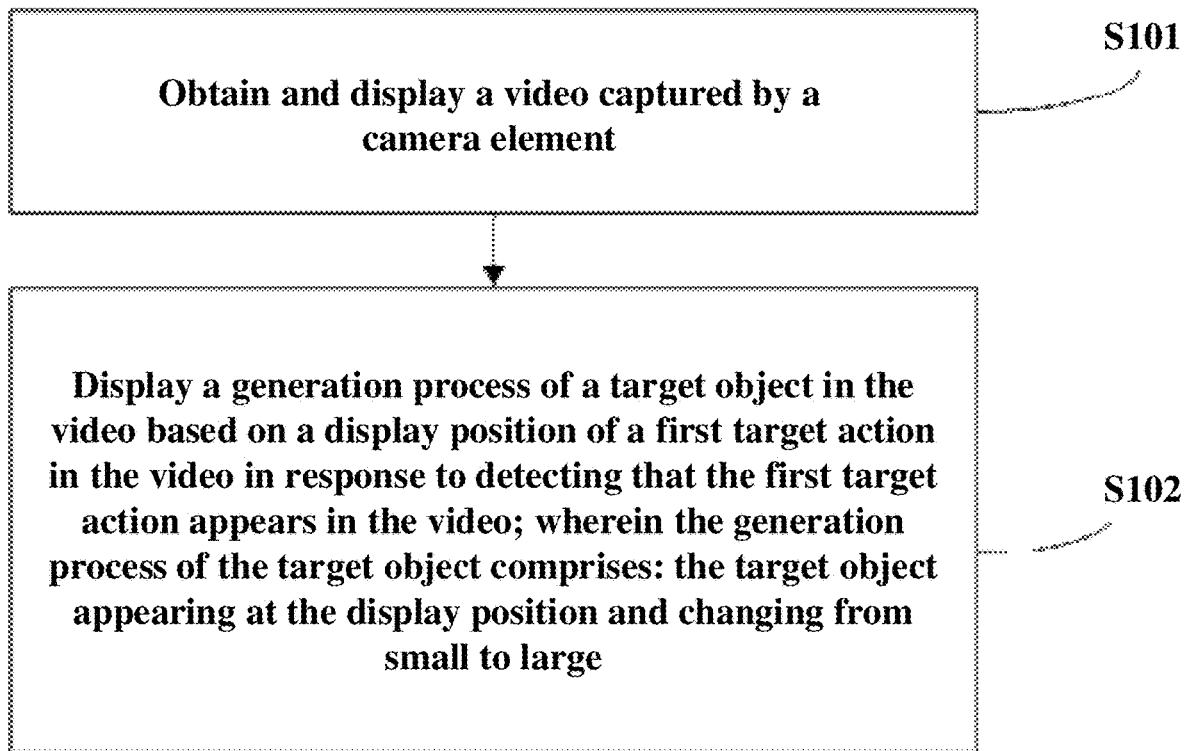 S101
Obtain and display a video captured by a
camera element
Display a generation process of a target object in the
video based on a display position of a first target action
in the video in response to detecting that the first target
action appears in the video; wherein the generation
process of the target object comprises: the target object
appearing at the display position and changing from
small to large
S102